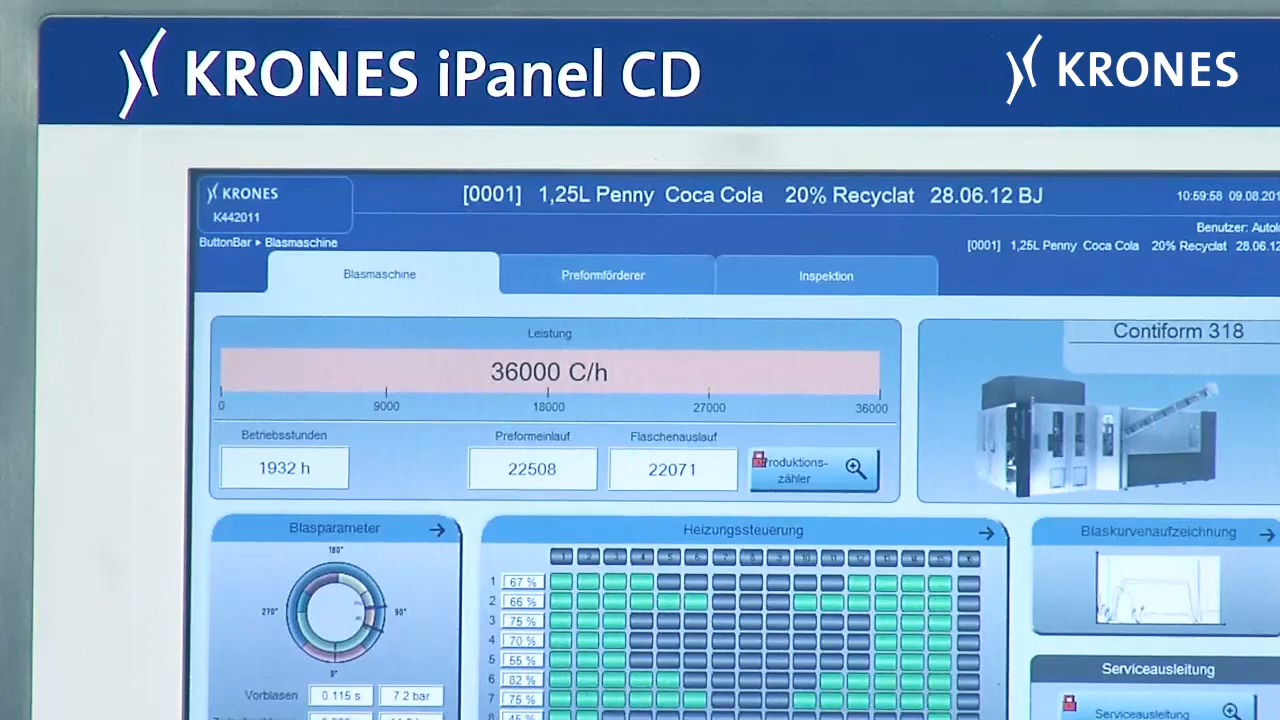 KRONES iPanel CD
KRONES
KRONES
K442011
[0001] 1,25L Penny Coca Cola 20% Recyclat 28.06.12 BJ
10:59:58 09.08.201
Benutzer: Autol
ButtonBar ▸ Blasmaschine
[0001] 1,25L Penny Coca Cola 20% Recyclat 28.06.12
Blasmaschine
Preformförderer
Inspektion
Leistung
36000 C/h
0 9000 18000 27000 36000
Contiform 318
Betriebsstunden
Preformeinlauf
Flaschenauslauf
1932 h
22508
22071
roduktions-
zähler
Blasparameter
180°
270°
90°
0°
Vorblasen 0.115 s 7.2 bar
Heizungssteuerung
1 2 3 4 5 6 7 8 9 10 11 12 13 14 15 16
1 67 %
2 66 %
3 75 %
4 70 %
5 55 %
6 82 %
7 75 %
8 45 %
Blaskurvenaufzeichnung
Serviceausleitung
Serviceausleitung